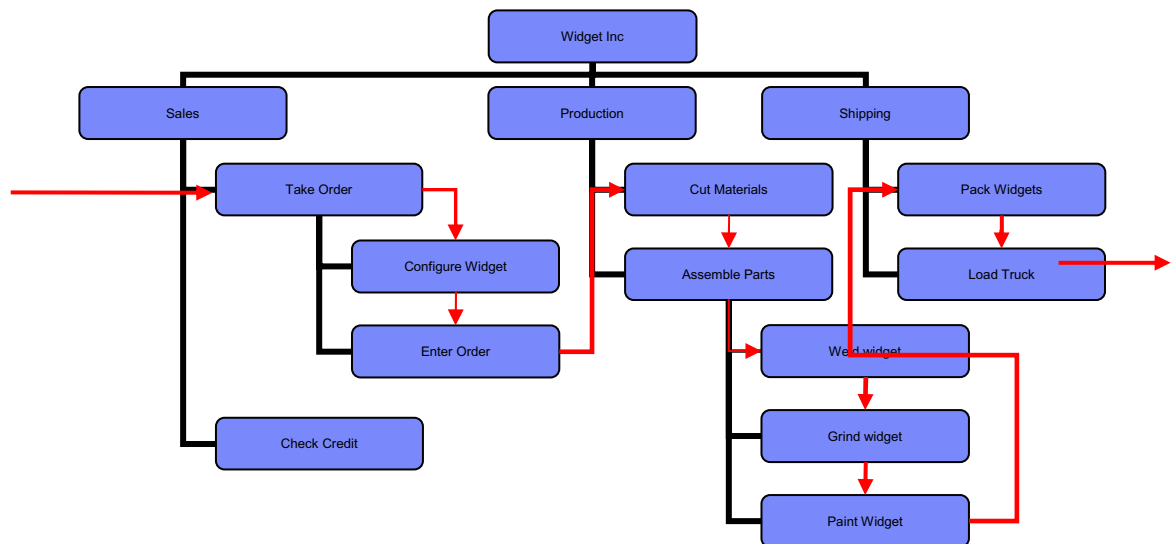 Widget Inc
Sales
Production
Shipping
Take Order
Cut Materials
Pack Widgets
Configure Widget
Assemble Parts
Load Truck
Enter Order
Weld widget
Check Credit
Grind widget
Paint Widget